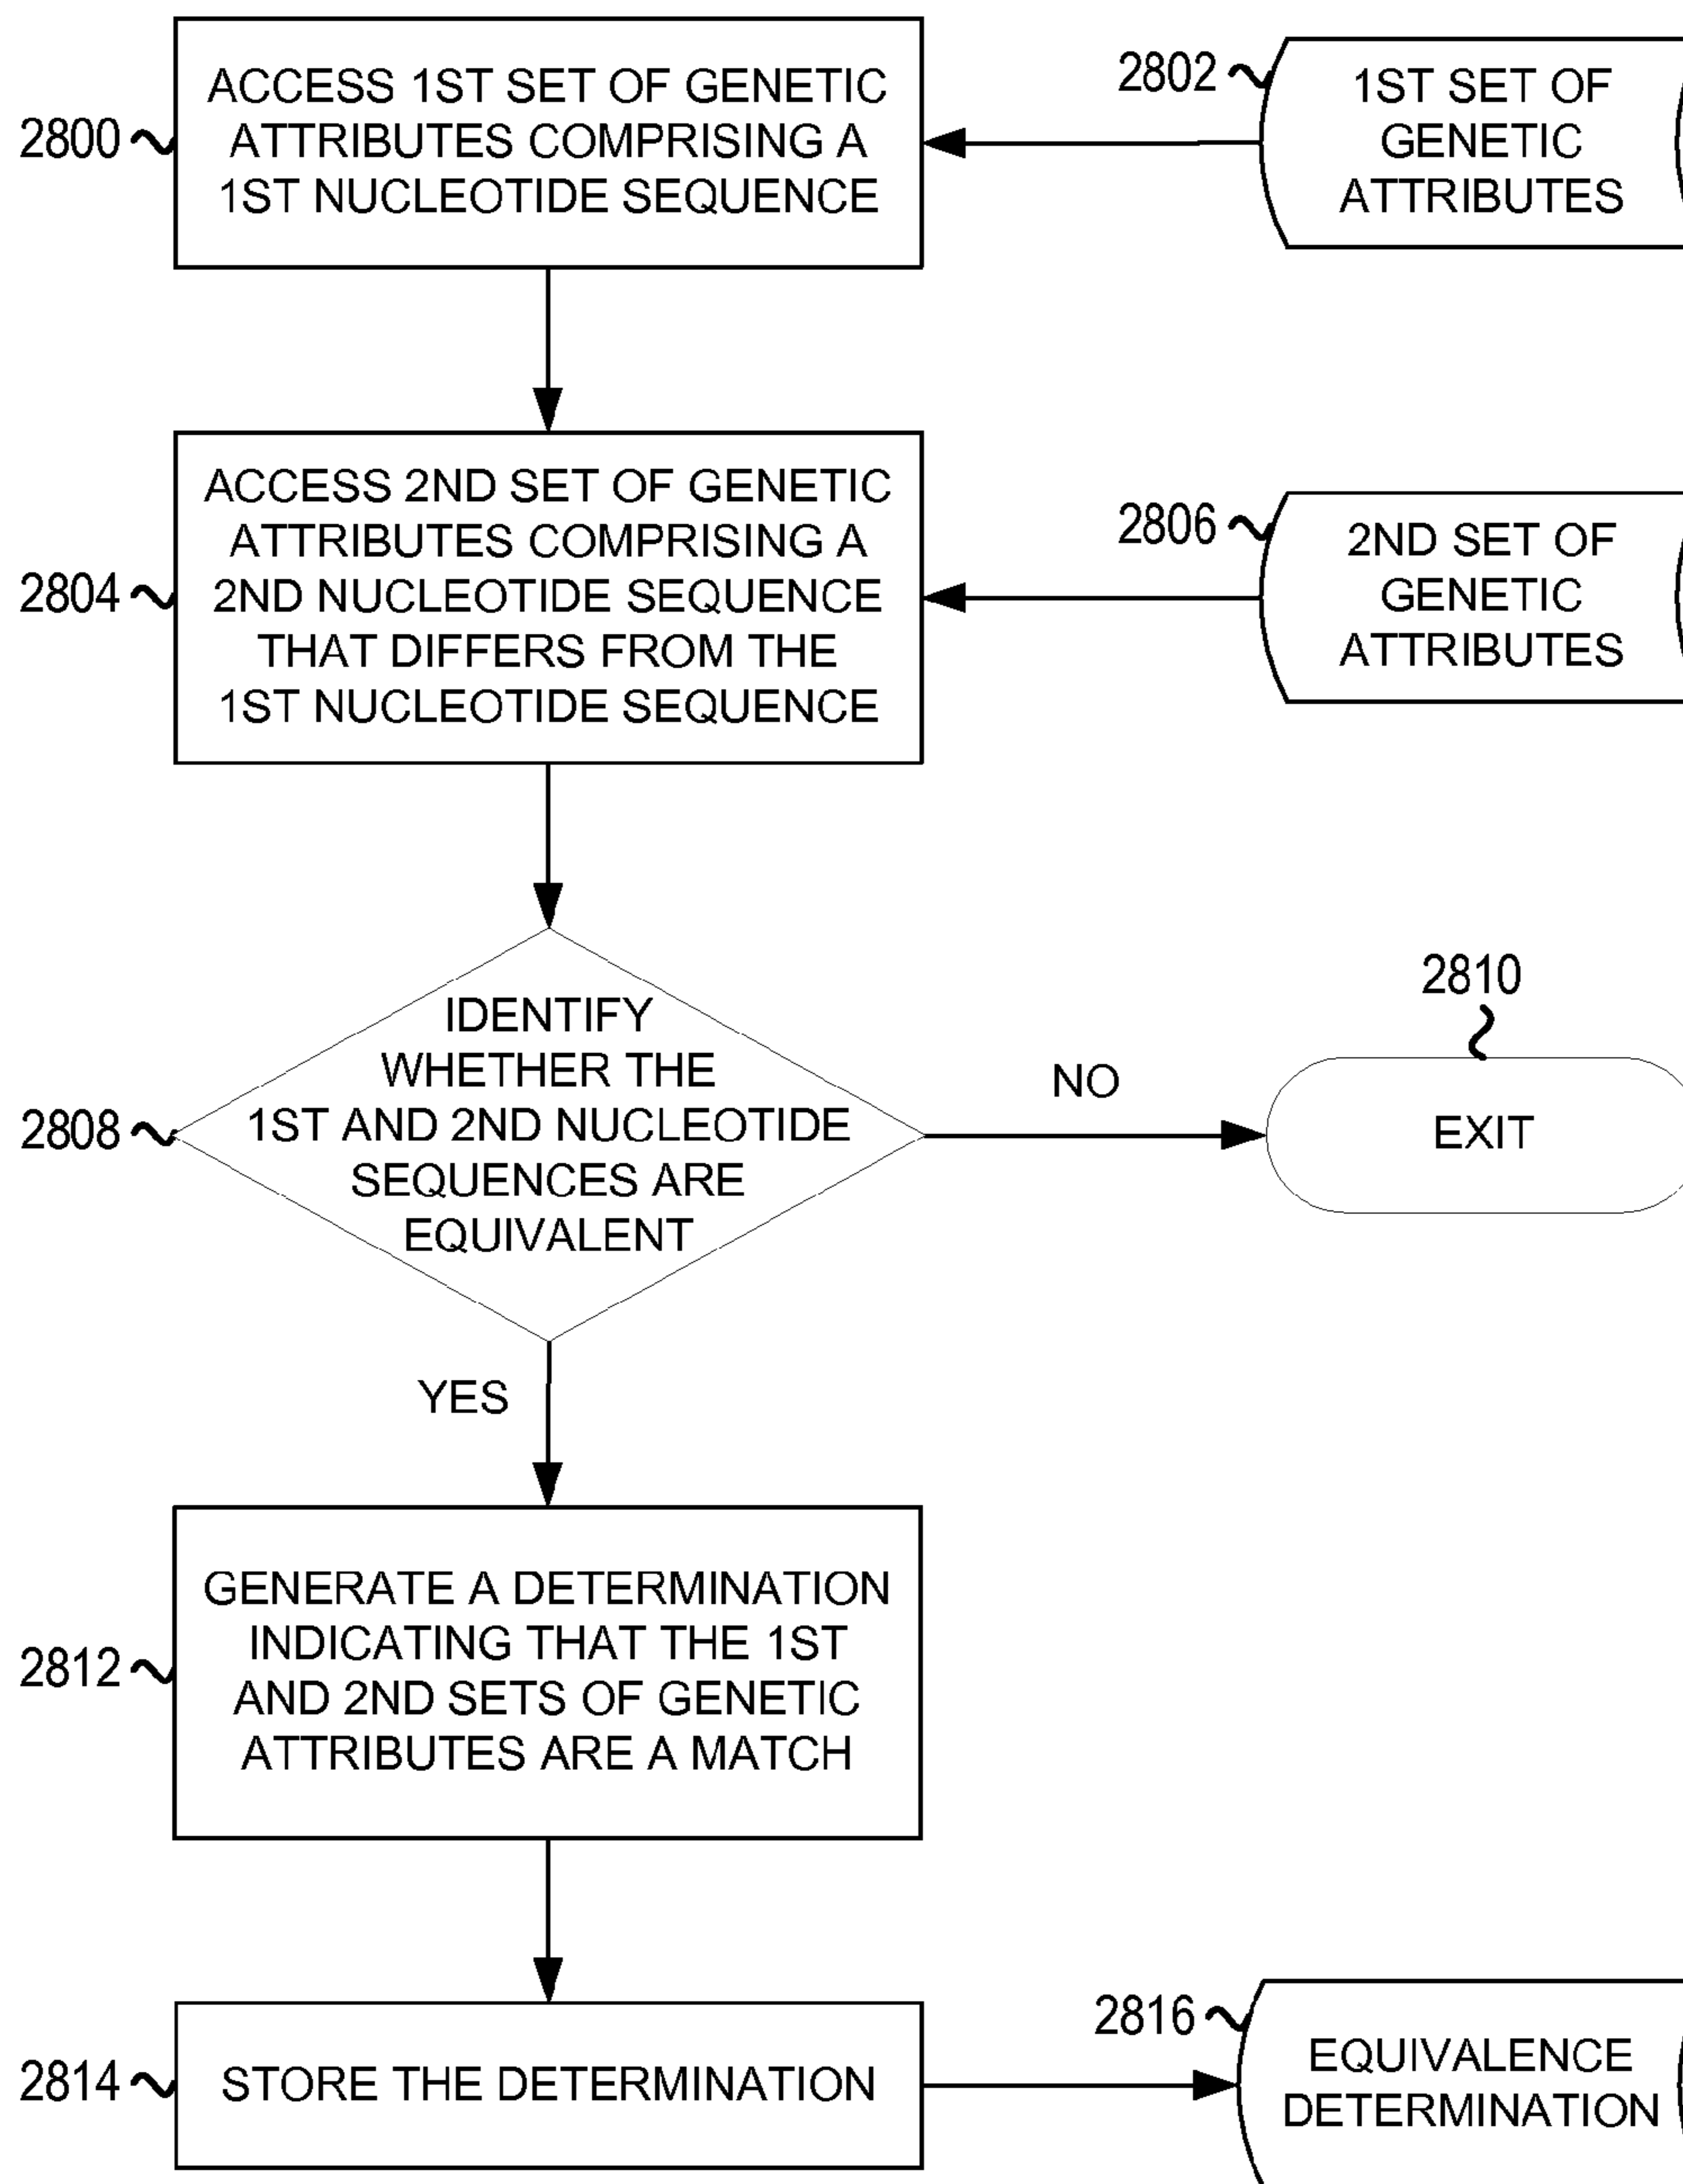 ACCESS 1ST SET OF GENETIC
ATTRIBUTES COMPRISING A
1ST NUCLEOTIDE SEQUENCE
2800
2802
1ST SET OF
GENETIC
ATTRIBUTES
ACCESS 2ND SET OF GENETIC
ATTRIBUTES COMPRISING A
2ND NUCLEOTIDE SEQUENCE
THAT DIFFERS FROM THE
1ST NUCLEOTIDE SEQUENCE
2804
2806
2ND SET OF
GENETIC
ATTRIBUTES
IDENTIFY
WHETHER THE
1ST AND 2ND NUCLEOTIDE
SEQUENCES ARE
EQUIVALENT
2808
NO
2810
EXIT
YES
GENERATE A DETERMINATION
INDICATING THAT THE 1ST
AND 2ND SETS OF GENETIC
ATTRIBUTES ARE A MATCH
2812
STORE THE DETERMINATION
2814
2816
EQUIVALENCE
DETERMINATION